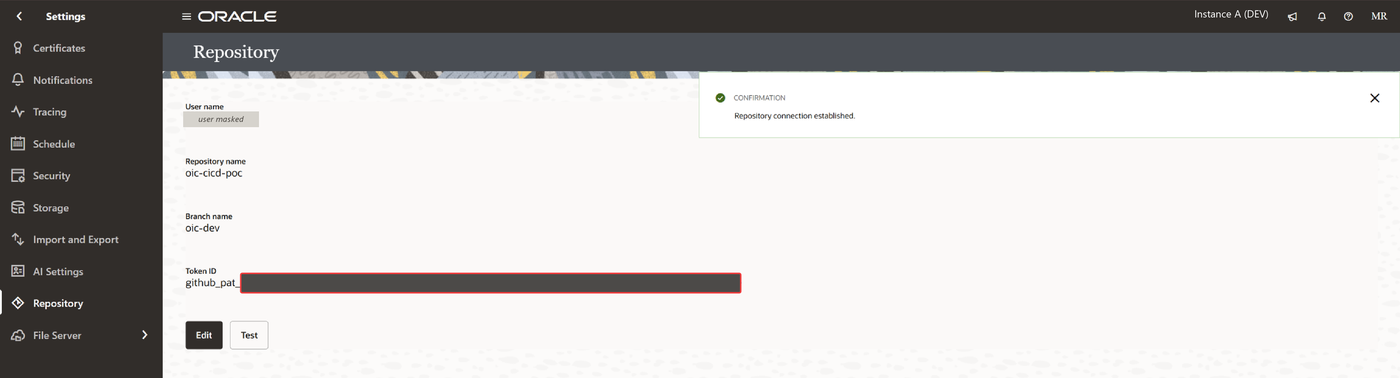 Settings
ORACLE
Instance A (DEV)
MR
Certificates
Notifications
Tracing
Schedule
Security
Storage
Import and Export
AI Settings
Repository
File Server
Repository
CONFIRMATION
Repository connection established.
User name
user masked
Repository name
oic-cicd-poc
Branch name
oic-dev
Token ID
github_pat_
Edit
Test